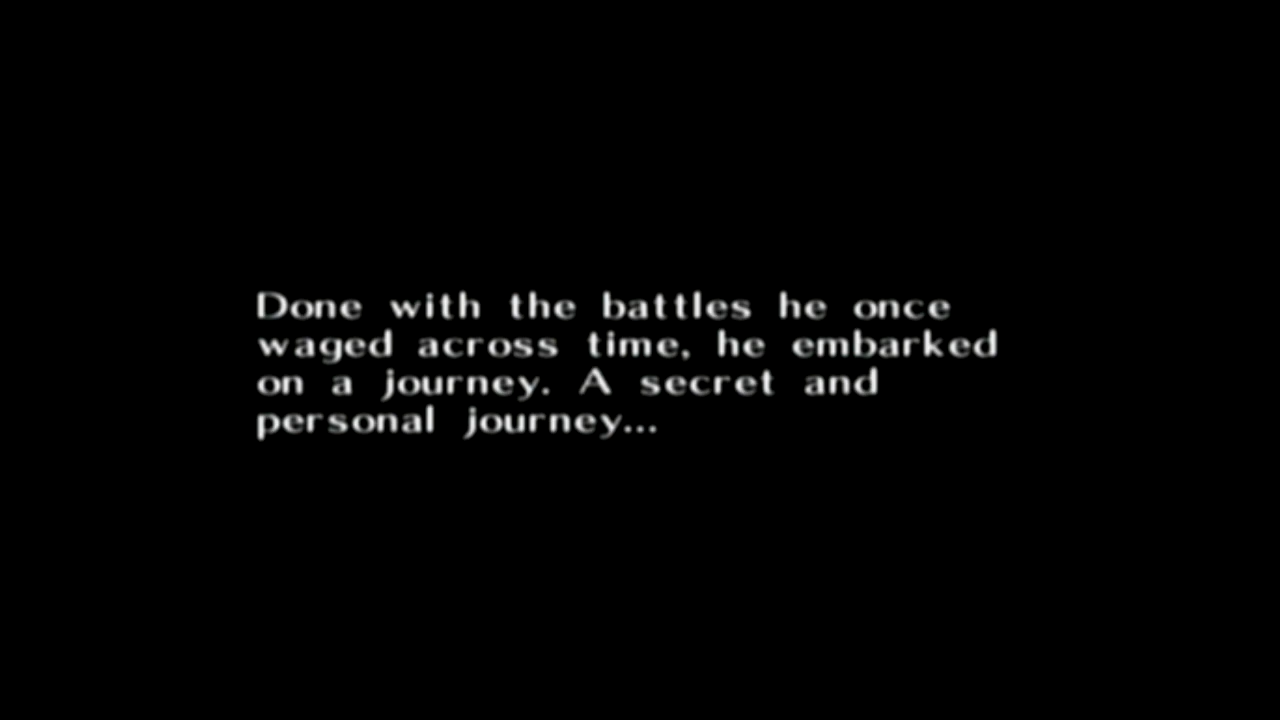 Done with the battles he once
waged across time, he embarked
on a journey. A secret and
personal journey...